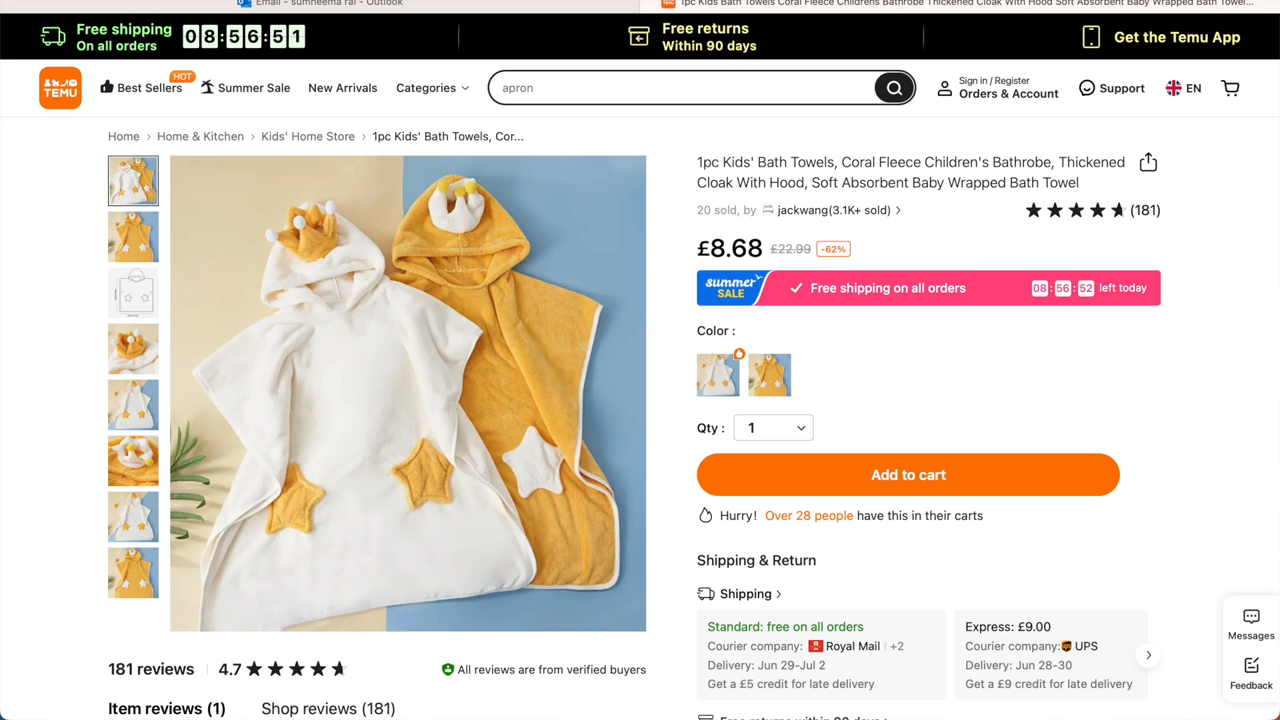 Email - sumheema rai - Outlook
1pc Kids' Bath Towels Coral Fleece Childrens Bathrobe Thickened Cloak With Hood Soft Absorbent Baby Wrapped Bath Towel...
Free shipping
On all orders
08:56:51
Free returns
Within 90 days
Get the Temu App
TEMU
Best Sellers
HOT
Summer Sale
New Arrivals
Categories
apron
Sign in / Register
Orders & Account
Support
EN
Home > Home & Kitchen > Kids' Home Store > 1pc Kids' Bath Towels, Cor...
1pc Kids' Bath Towels, Coral Fleece Children's Bathrobe, Thickened
Cloak With Hood, Soft Absorbent Baby Wrapped Bath Towel
20 sold, by jackwang(3.1K+ sold) >
(181)
£8.68 £22.99 -62%
summer
SALE
Free shipping on all orders
08:56:52 left today
Color :
Qty : 1
Add to cart
Hurry! Over 28 people have this in their carts
Shipping & Return
Shipping >
Standard: free on all orders
Courier company: Royal Mail | +2
Delivery: Jun 29-Jul 2
Get a £5 credit for late delivery
Express: £9.00
Courier company: UPS
Delivery: Jun 28-30
Get a £9 credit for late delivery
Messages
Feedback
181 reviews
4.7
All reviews are from verified buyers
Item reviews (1)
Shop reviews (181)
Free returns within 90 days >